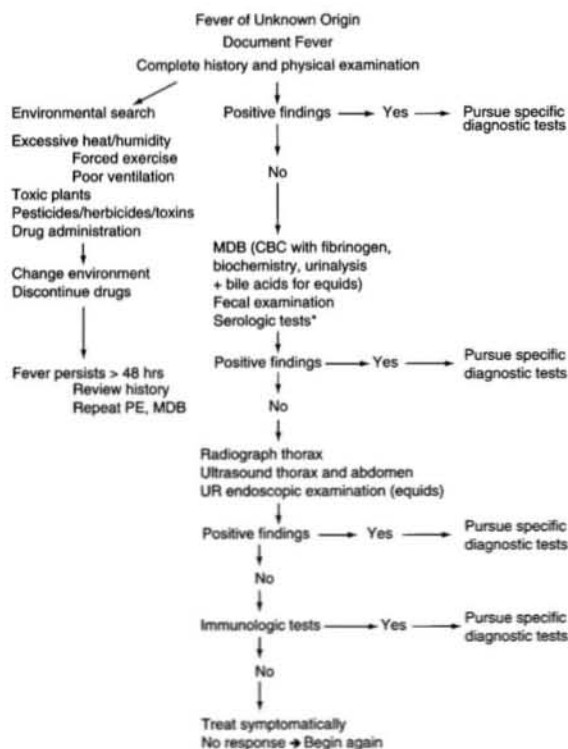 Fever of Unknown Origin
Document Fever
Complete history and physical examination
Environmental search
Positive findings
Yes
Pursue specific
diagnostic tests
Excessive heat/humidity
Forced exercise
Poor ventilation
Toxic plants
Pesticides/herbicides/toxins
Drug administration
Change environment
Discontinue drugs
Fever persists > 48 hrs
Review history
Repeat PE, MDB
No
MDB (CBC with fibrinogen,
biochemistry, urinalysis
+ bile acids for equids)
Fecal examination
Serologic tests*
Positive findings
Yes
Pursue specific
diagnostic tests
No
Radiograph thorax
Ultrasound thorax and abdomen
UR endoscopic examination (equids)
Positive findings
Yes
Pursue specific
diagnostic tests
No
Immunologic tests
Yes
Pursue specific
diagnostic tests
No
Treat symptomatically
No response → Begin again